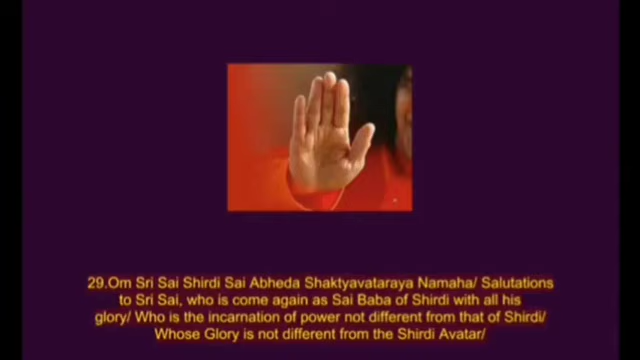 29.Om Sri Sai Shirdi Sai Abheda Shaktyavataraya Namaha/ Salutations
to Sri Sai, who is come again as Sai Baba of Shirdi with all his
glory/ Who is the incarnation of power not different from that of Shirdi/
Whose Glory is not different from the Shirdi Avatar/